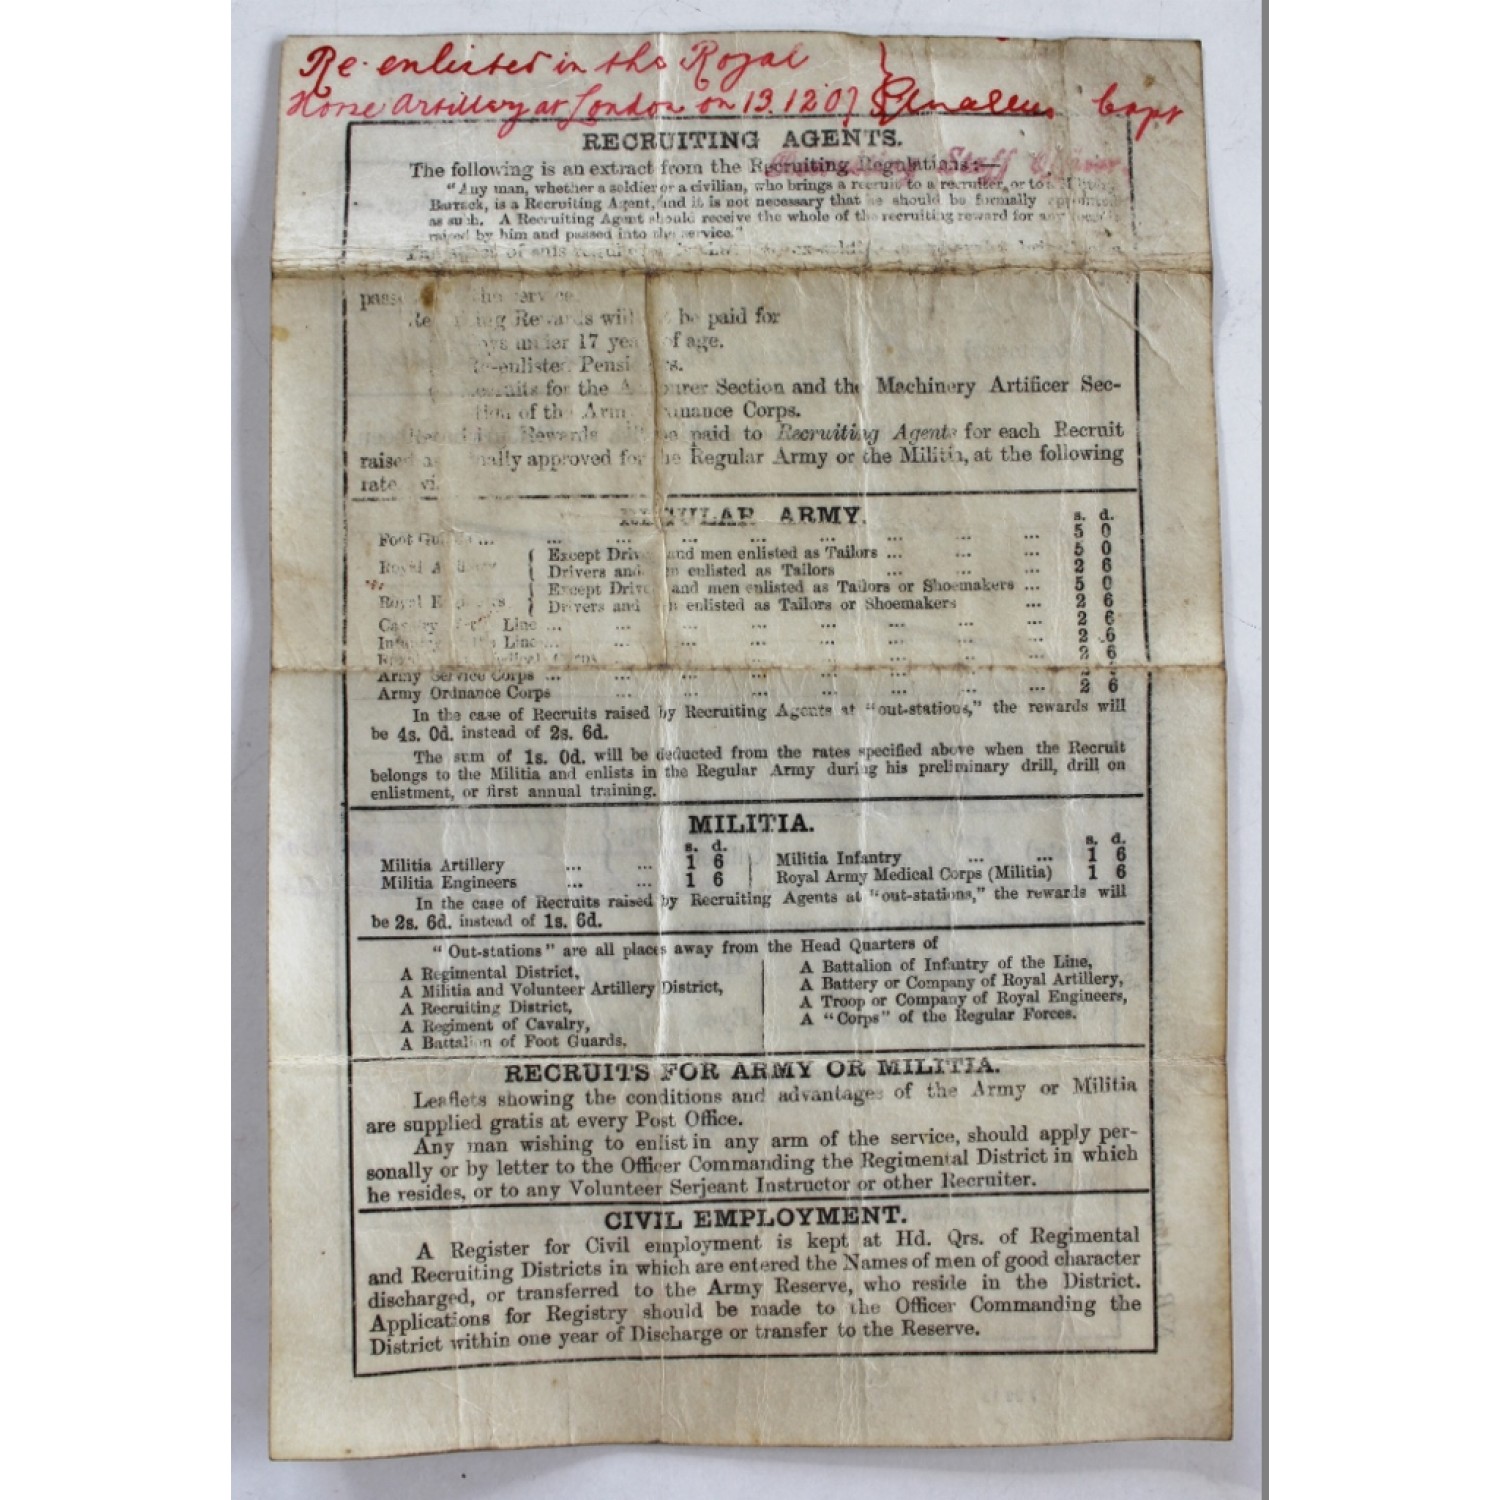 Re-enlisted in the Royal
Horse Artillery at London on 13.12.07 Capt
RECRUITING AGENTS.
Recruiting Staff Officer.
The following is an extract from the Recruiting Regulations:—
"Any man, whether a soldier or a civilian, who brings a recruit to a recruiter, or to a Military
Barrack, is a Recruiting Agent, and it is not necessary that he should be formally appointed
as such. A Recruiting Agent should receive the whole of the recruiting reward for any
raised by him and passed into the service."
of this
pass the service.
Recruiting Rewards will be paid for
under 17 years of age.
Re-enlisted Pensioners.
Recruits for the Armourer Section and the Machinery Artificer Sec-
tion of the Army Ordnance Corps.
Recruiting Rewards will be paid to Recruiting Agents for each Recruit
raised and finally approved for the Regular Army or the Militia, at the following
rates, viz.
REGULAR ARMY.
s. d.
Foot Guards ... ... ... ... ... ... ... 5 0
Royal Artillery { Except Drivers and men enlisted as Tailors ... ... ... 5 0
Drivers and men enlisted as Tailors ... ... ... 2 6
Royal Engineers { Except Drivers and men enlisted as Tailors or Shoemakers ... 5 0
Drivers and men enlisted as Tailors or Shoemakers ... 2 6
Cavalry of the Line ... ... ... ... ... ... ... 2 6
Infantry of the Line ... ... ... ... ... ... ... 2 6
Royal Army Medical Corps ... ... ... ... ... 2 6
Army Service Corps ... ... ... ... ... ... ...
Army Ordnance Corps ... ... ... ... ... ... ... 2 6
In the case of Recruits raised by Recruiting Agents at "out-stations," the rewards will
be 4s. 0d. instead of 2s. 6d.
The sum of 1s. 0d. will be deducted from the rates specified above when the Recruit
belongs to the Militia and enlists in the Regular Army during his preliminary drill, drill on
enlistment, or first annual training.
MILITIA.
s. d. s. d.
Militia Artillery ... ... 1 6 Militia Infantry ... ... 1 6
Militia Engineers ... ... 1 6 Royal Army Medical Corps (Militia) 1 6
In the case of Recruits raised by Recruiting Agents at "out-stations," the rewards will
be 2s. 6d. instead of 1s. 6d.
"Out-stations" are all places away from the Head Quarters of
A Regimental District,
A Militia and Volunteer Artillery District,
A Recruiting District,
A Regiment of Cavalry,
A Battalion of Foot Guards.
A Battalion of Infantry of the Line,
A Battery or Company of Royal Artillery,
A Troop or Company of Royal Engineers,
A "Corps" of the Regular Forces.
RECRUITS FOR ARMY OR MILITIA.
Leaflets showing the conditions and advantages of the Army or Militia
are supplied gratis at every Post Office.
Any man wishing to enlist in any arm of the service, should apply per-
sonally or by letter to the Officer Commanding the Regimental District in which
he resides, or to any Volunteer Serjeant Instructor or other Recruiter.
CIVIL EMPLOYMENT.
A Register for Civil employment is kept at Hd. Qrs. of Regimental
and Recruiting Districts in which are entered the Names of men of good character
discharged, or transferred to the Army Reserve, who reside in the District.
Applications for Registry should be made to the Officer Commanding the
District within one year of Discharge or transfer to the Reserve.